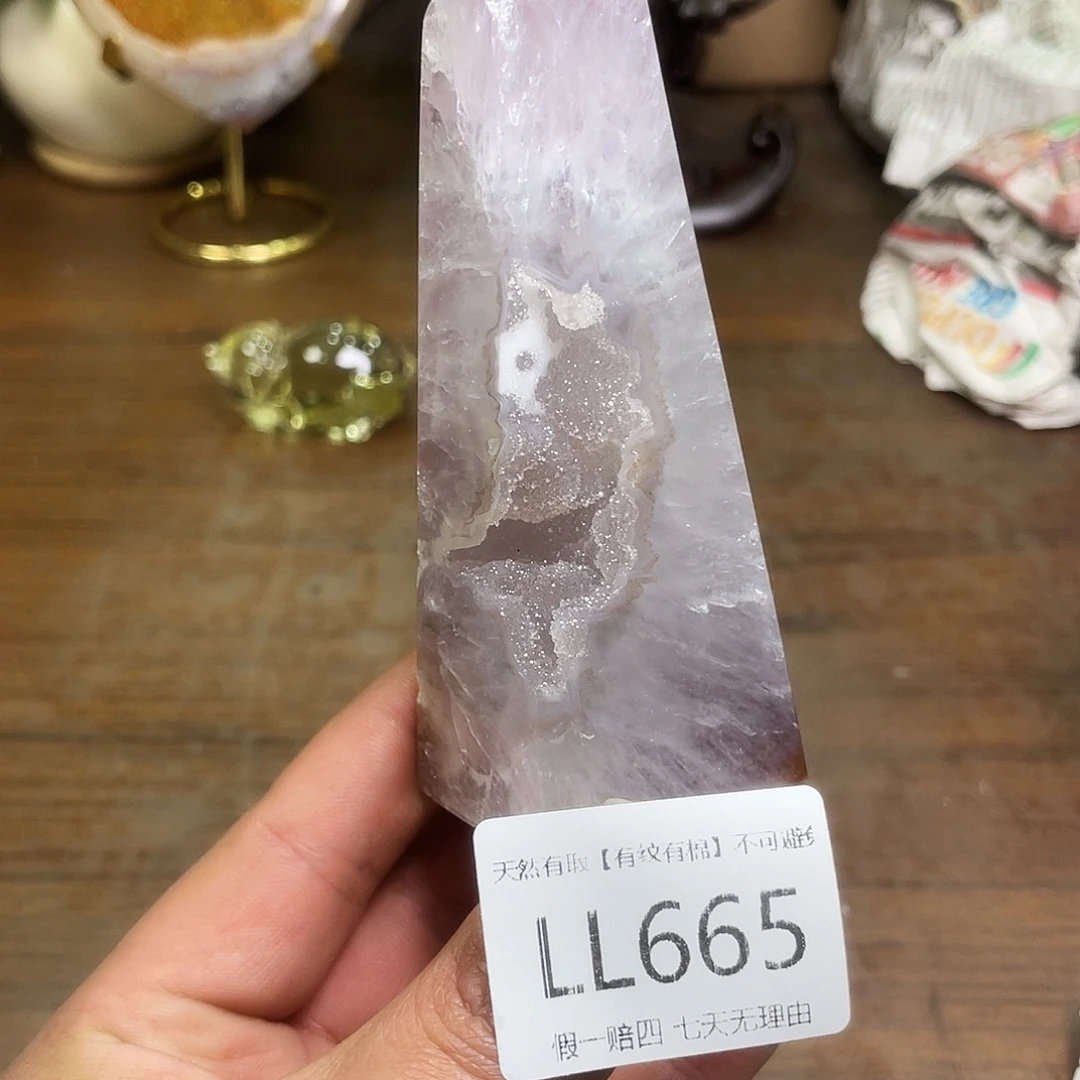 天然有取【有纹有棉】不可避
LL665
假一赔四 七天无理由